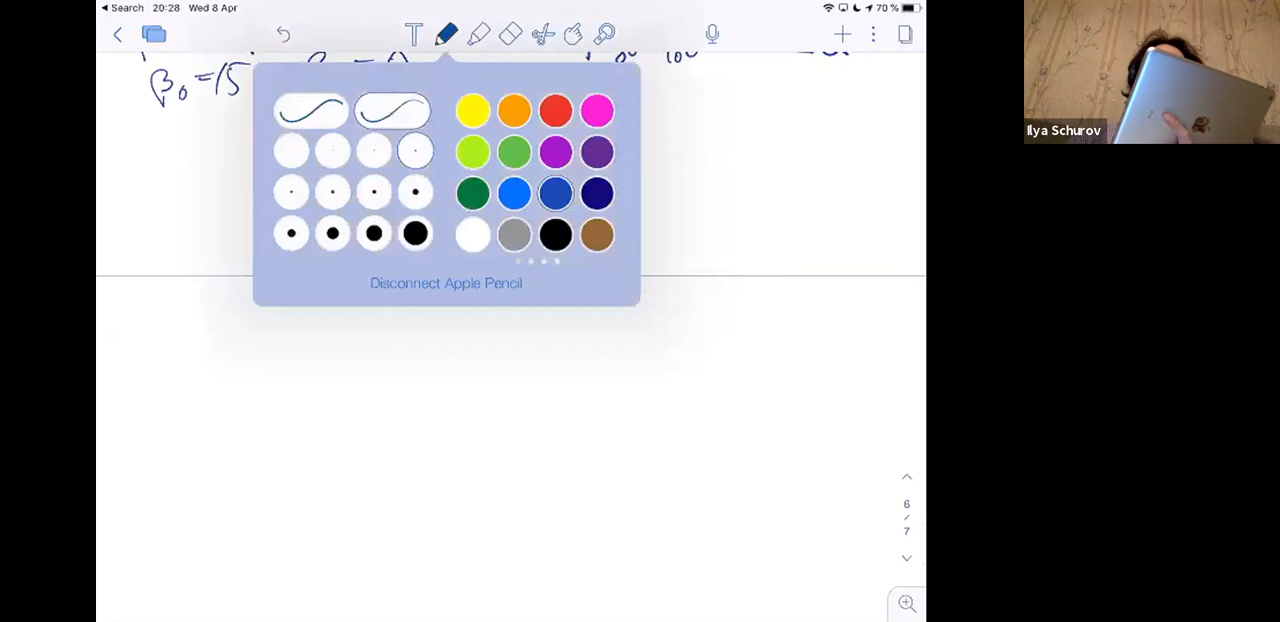 Search 20:28 Wed 8 Apr 70 %
T
β₀ = 15
Disconnect Apple Pencil
6
/
7
Ilya Schurov